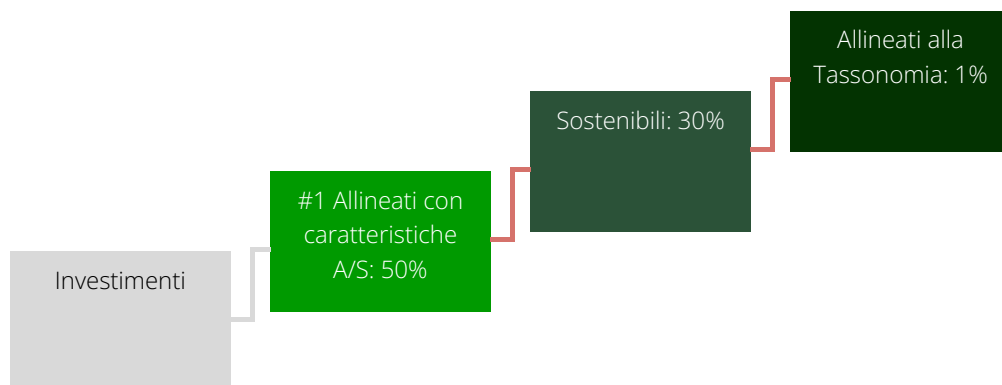 Allineati alla
Tassonomia: 1%
Sostenibili: 30%
#1 Allineati con
caratteristiche
A/S: 50%
Investimenti